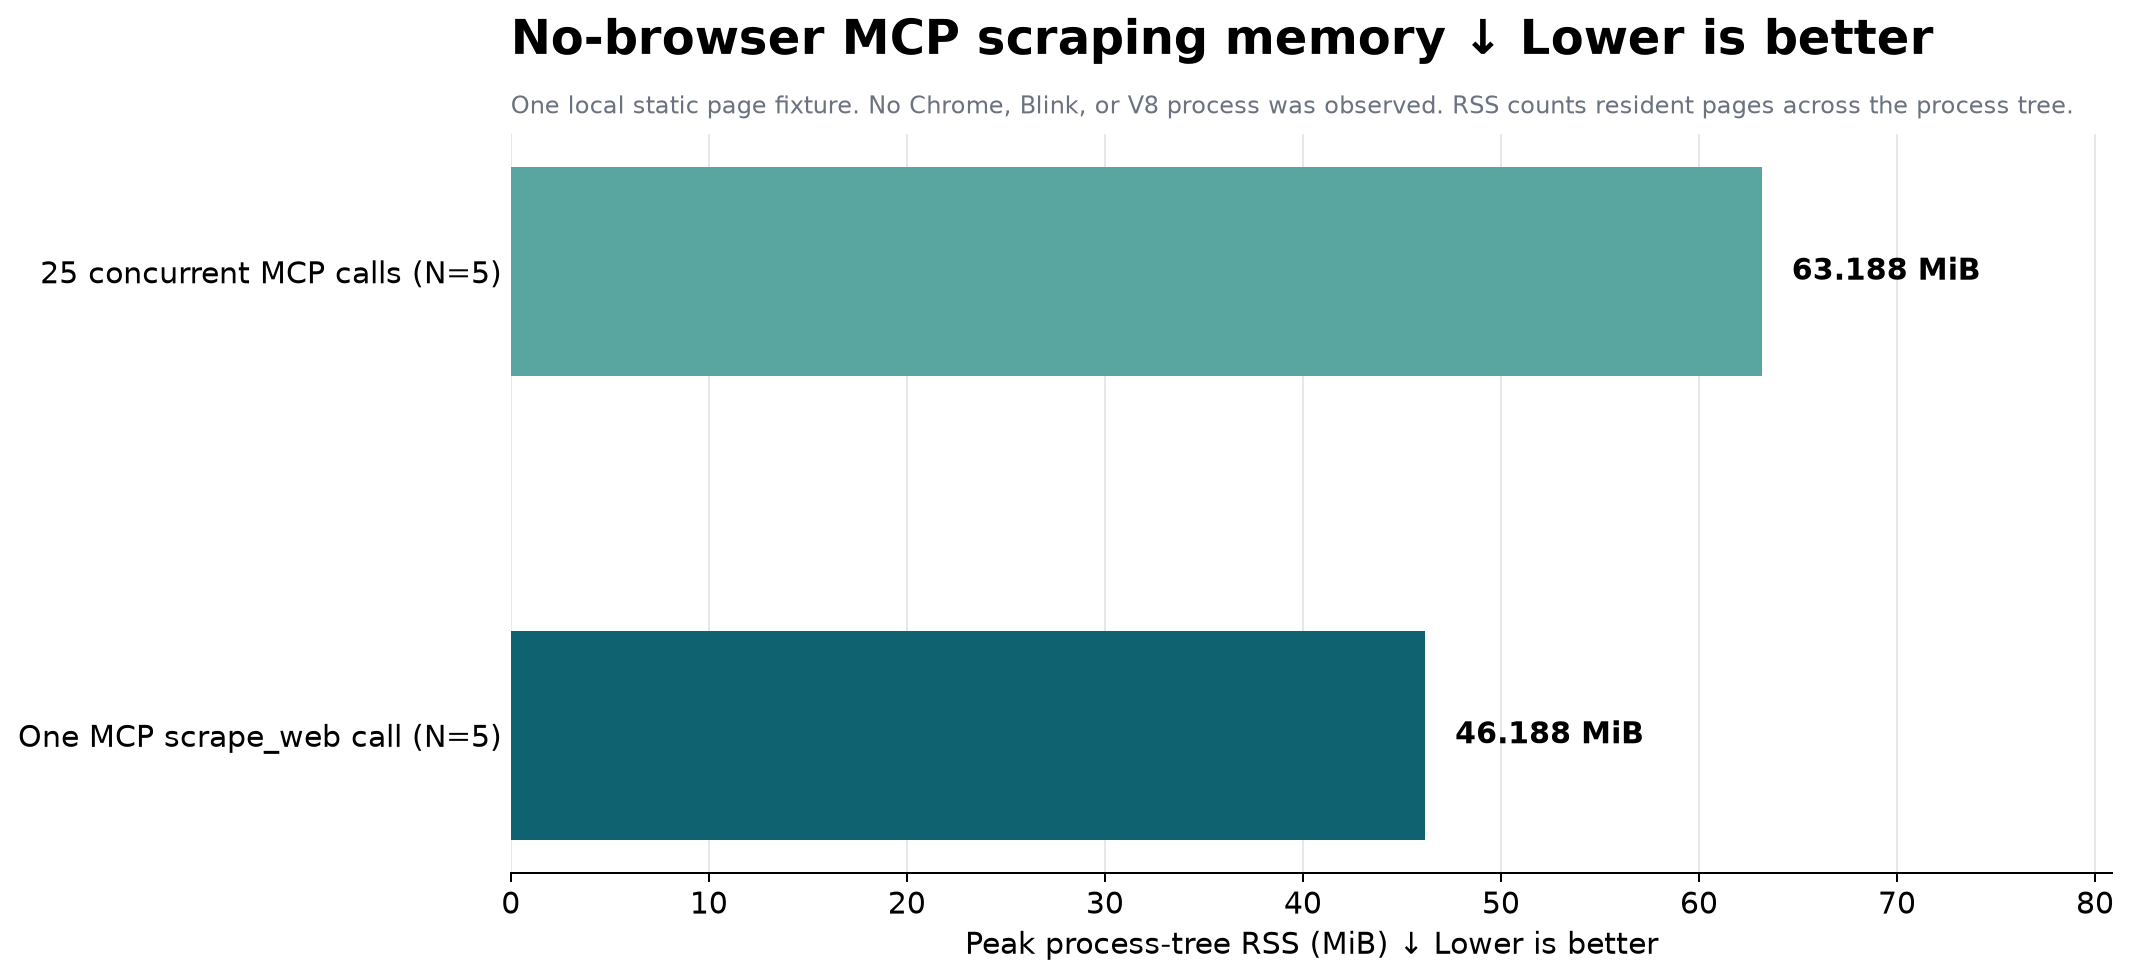 No-browser MCP scraping memory ↓ Lower is better
One local static page fixture. No Chrome, Blink, or V8 process was observed. RSS counts resident pages across the process tree.
25 concurrent MCP calls (N=5)
63.188 MiB
One MCP scrape_web call (N=5)
46.188 MiB
0 10 20 30 40 50 60 70 80
Peak process-tree RSS (MiB) ↓ Lower is better